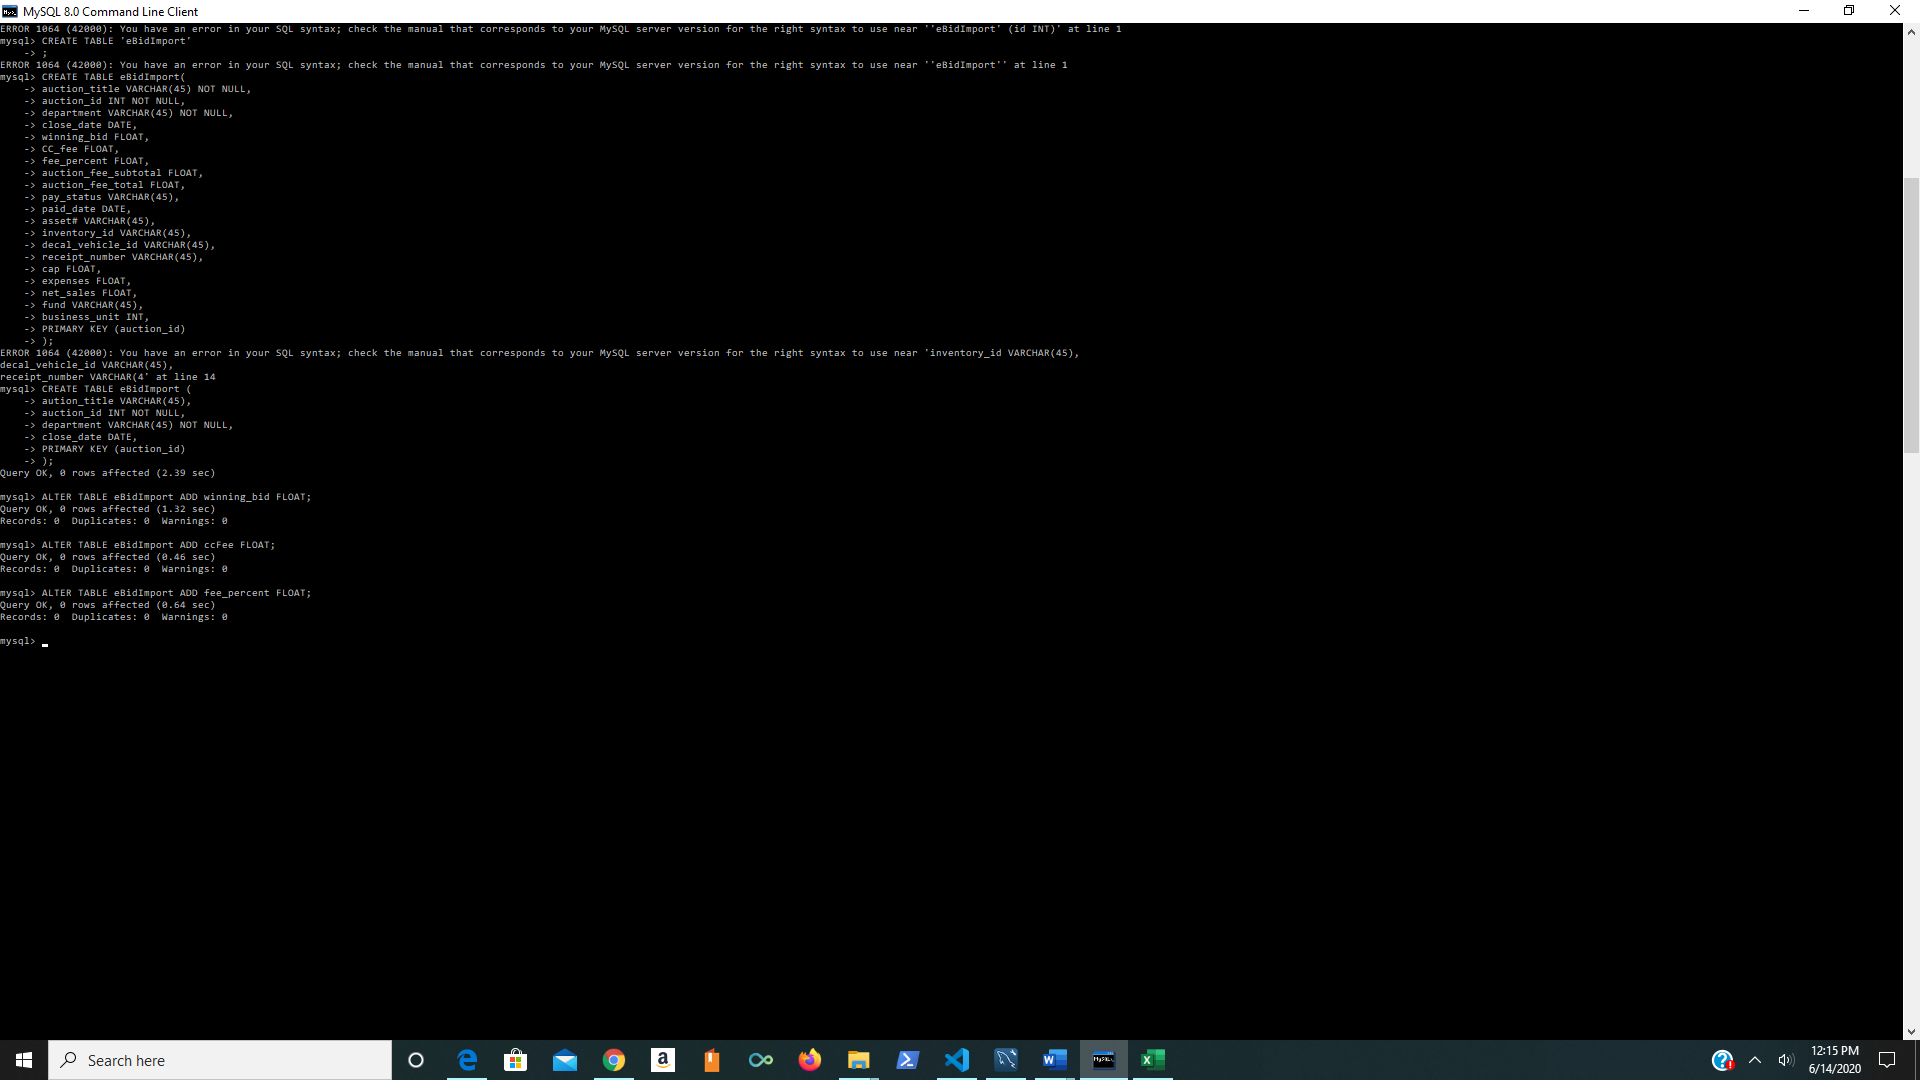 MySQL 8.0 Command Line Client
ERROR 1064 (42000): You have an error in your SQL syntax; check the manual that corresponds to your MySQL server version for the right syntax to use near ''eBidImport' (id INT)' at line 1
mysql> CREATE TABLE 'eBidImport'
    -> ;
ERROR 1064 (42000): You have an error in your SQL syntax; check the manual that corresponds to your MySQL server version for the right syntax to use near ''eBidImport'' at line 1
mysql> CREATE TABLE eBidImport(
    -> auction_title VARCHAR(45) NOT NULL,
    -> auction_id INT NOT NULL,
    -> department VARCHAR(45) NOT NULL,
    -> close_date DATE,
    -> winning_bid FLOAT,
    -> CC_fee FLOAT,
    -> fee_percent FLOAT,
    -> auction_fee_subtotal FLOAT,
    -> auction_fee_total FLOAT,
    -> pay_status VARCHAR(45),
    -> paid_date DATE,
    -> asset# VARCHAR(45),
    -> inventory_id VARCHAR(45),
    -> decal_vehicle_id VARCHAR(45),
    -> receipt_number VARCHAR(45),
    -> cap FLOAT,
    -> expenses FLOAT,
    -> net_sales FLOAT,
    -> fund VARCHAR(45),
    -> business_unit INT,
    -> PRIMARY KEY (auction_id)
    -> );
ERROR 1064 (42000): You have an error in your SQL syntax; check the manual that corresponds to your MySQL server version for the right syntax to use near 'inventory_id VARCHAR(45),
decal_vehicle_id VARCHAR(45),
receipt_number VARCHAR(4' at line 14
mysql> CREATE TABLE eBidImport (
    -> aution_title VARCHAR(45),
    -> auction_id INT NOT NULL,
    -> department VARCHAR(45) NOT NULL,
    -> close_date DATE,
    -> PRIMARY KEY (auction_id)
    -> );
Query OK, 0 rows affected (2.39 sec)
mysql> ALTER TABLE eBidImport ADD winning_bid FLOAT;
Query OK, 0 rows affected (1.32 sec)
Records: 0  Duplicates: 0  Warnings: 0
mysql> ALTER TABLE eBidImport ADD ccFee FLOAT;
Query OK, 0 rows affected (0.46 sec)
Records: 0  Duplicates: 0  Warnings: 0
mysql> ALTER TABLE eBidImport ADD fee_percent FLOAT;
Query OK, 0 rows affected (0.64 sec)
Records: 0  Duplicates: 0  Warnings: 0
mysql>
Search here
12:15 PM
6/14/2020